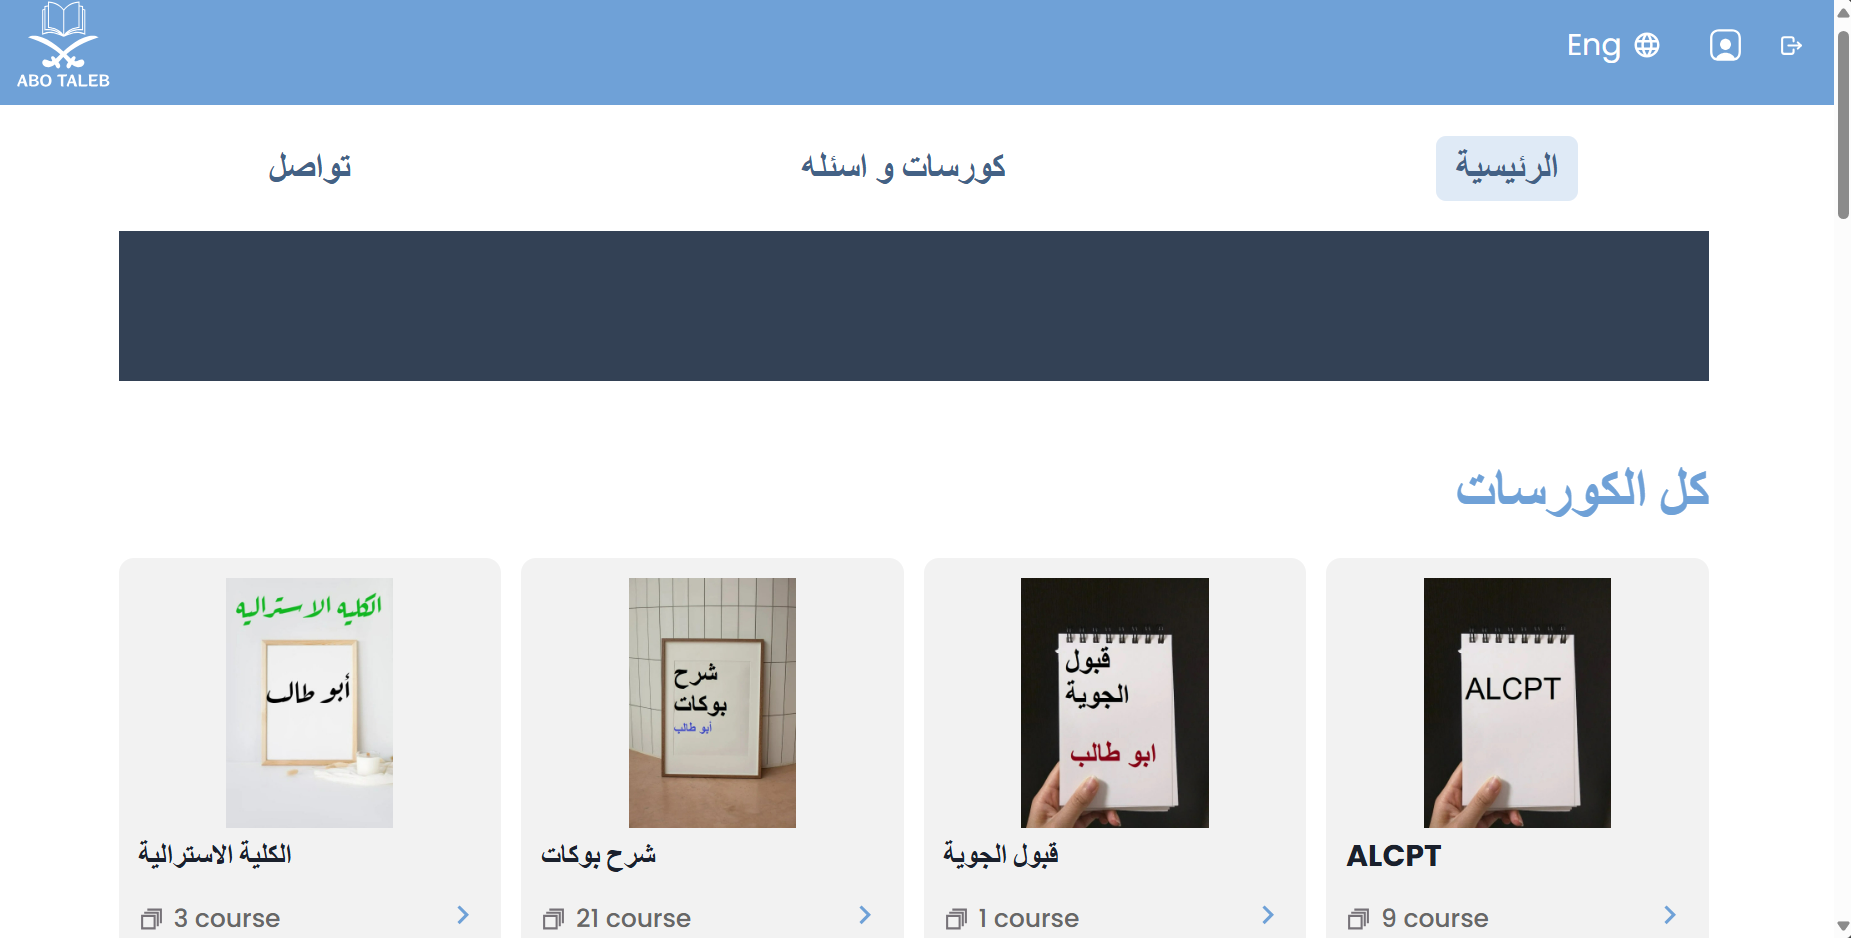 ABO TALEB
Eng
الرئيسية
كورسات و اسئله
تواصل
كل الكورسات
ALCPT
ALCPT
9 course
قبول
الجوية
ابو طالب
قبول الجوية
1 course
شرح
بوكات
أبو طالب
شرح بوكات
21 course
الكليه الاستراليه
أبو طالب
الكلية الاسترالية
3 course